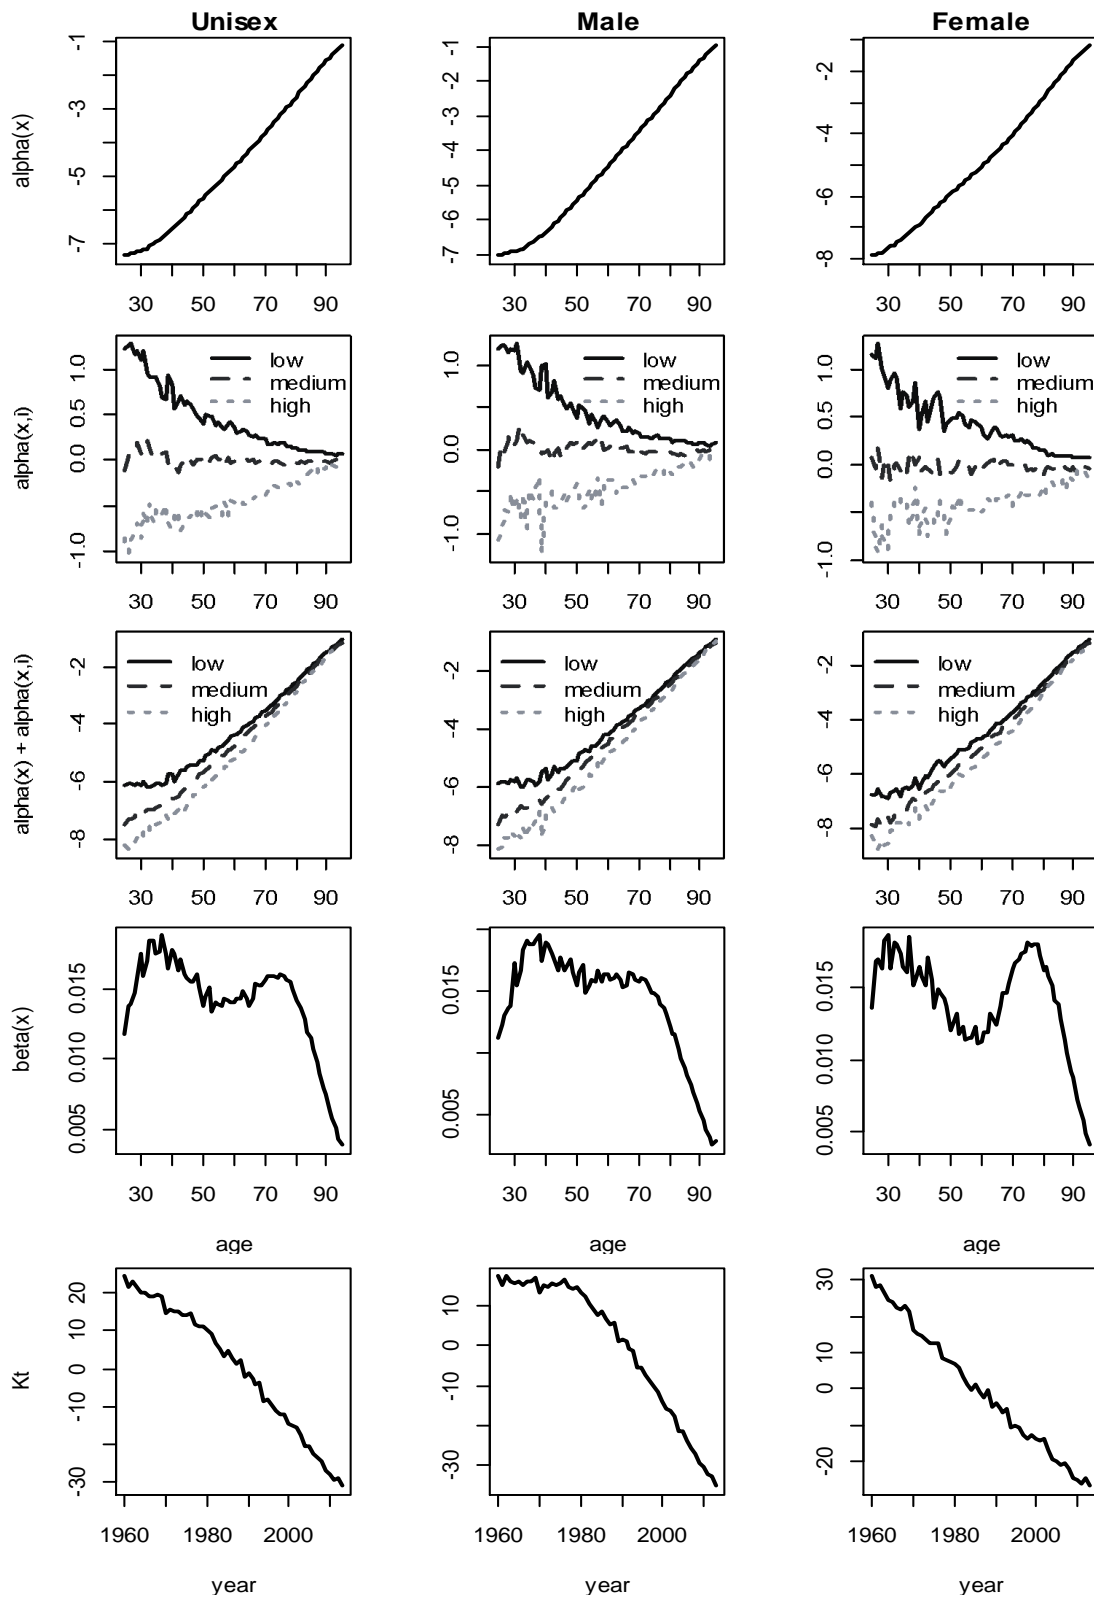 Unisex Male Female
alpha(x)
-1
-3
-5
-7
-1
-2
-3
-4
-5
-6
-7
-2
-4
-6
-8
30 50 70 90 30 50 70 90 30 50 70 90
alpha(x,i)
1.0
0.5
0.0
-1.0
low
medium
high
1.0
0.0
-1.0
low
medium
high
1.0
0.5
0.0
-1.0
low
medium
high
30 50 70 90 30 50 70 90 30 50 70 90
alpha(x) + alpha(x,i)
-2
-4
-6
-8
low
medium
high
-2
-4
-6
-8
low
medium
high
-2
-4
-6
-8
low
medium
high
30 50 70 90 30 50 70 90 30 50 70 90
beta(x)
0.015
0.010
0.005
0.015
0.005
0.015
0.010
0.005
30 50 70 90 30 50 70 90 30 50 70 90
age age age
Kt
20
10
0
-10
-30
10
0
-10
-30
30
10
0
-20
1960 1980 2000 1960 1980 2000 1960 1980 2000
year year year